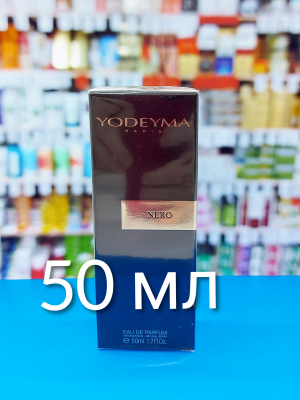 YODEYMA
PARIS
NERO
50 мл
EAU DE PARFUM
℮ 50ml 1.7Fl.Oz.